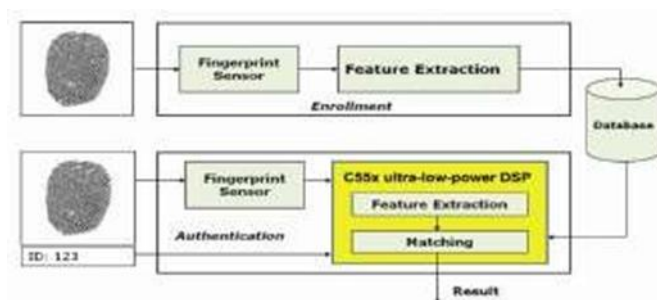 Fingerprint
Sensor
Feature Extraction
Enrollment
Database
Fingerprint
Sensor
C55x ultra-low-power DSP
Feature Extraction
Matching
Authentication
ID: 123
Result